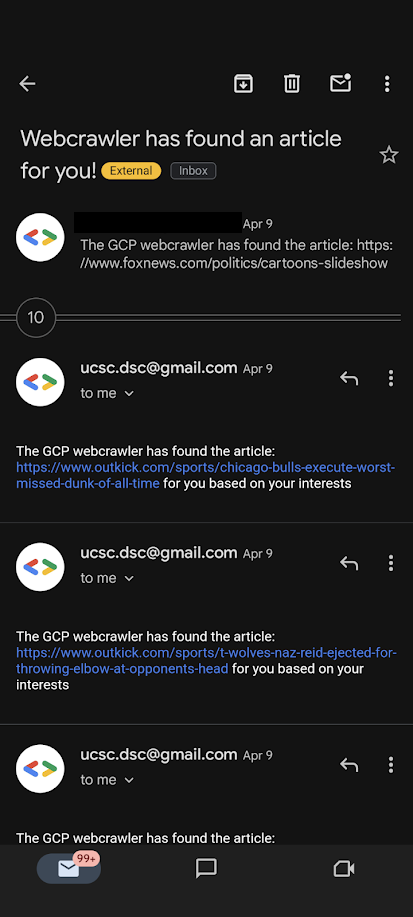 Webcrawler has found an article
for you! External Inbox
Apr 9
The GCP webcrawler has found the article: https:
//www.foxnews.com/politics/cartoons-slideshow
10
ucsc.dsc@gmail.com Apr 9
to me
The GCP webcrawler has found the article:
https://www.outkick.com/sports/chicago-bulls-execute-worst-
missed-dunk-of-all-time for you based on your interests
ucsc.dsc@gmail.com Apr 9
to me
The GCP webcrawler has found the article:
https://www.outkick.com/sports/t-wolves-naz-reid-ejected-for-
throwing-elbow-at-opponents-head for you based on your
interests
ucsc.dsc@gmail.com Apr 9
to me
The GCP webcrawler has found the article:
99+